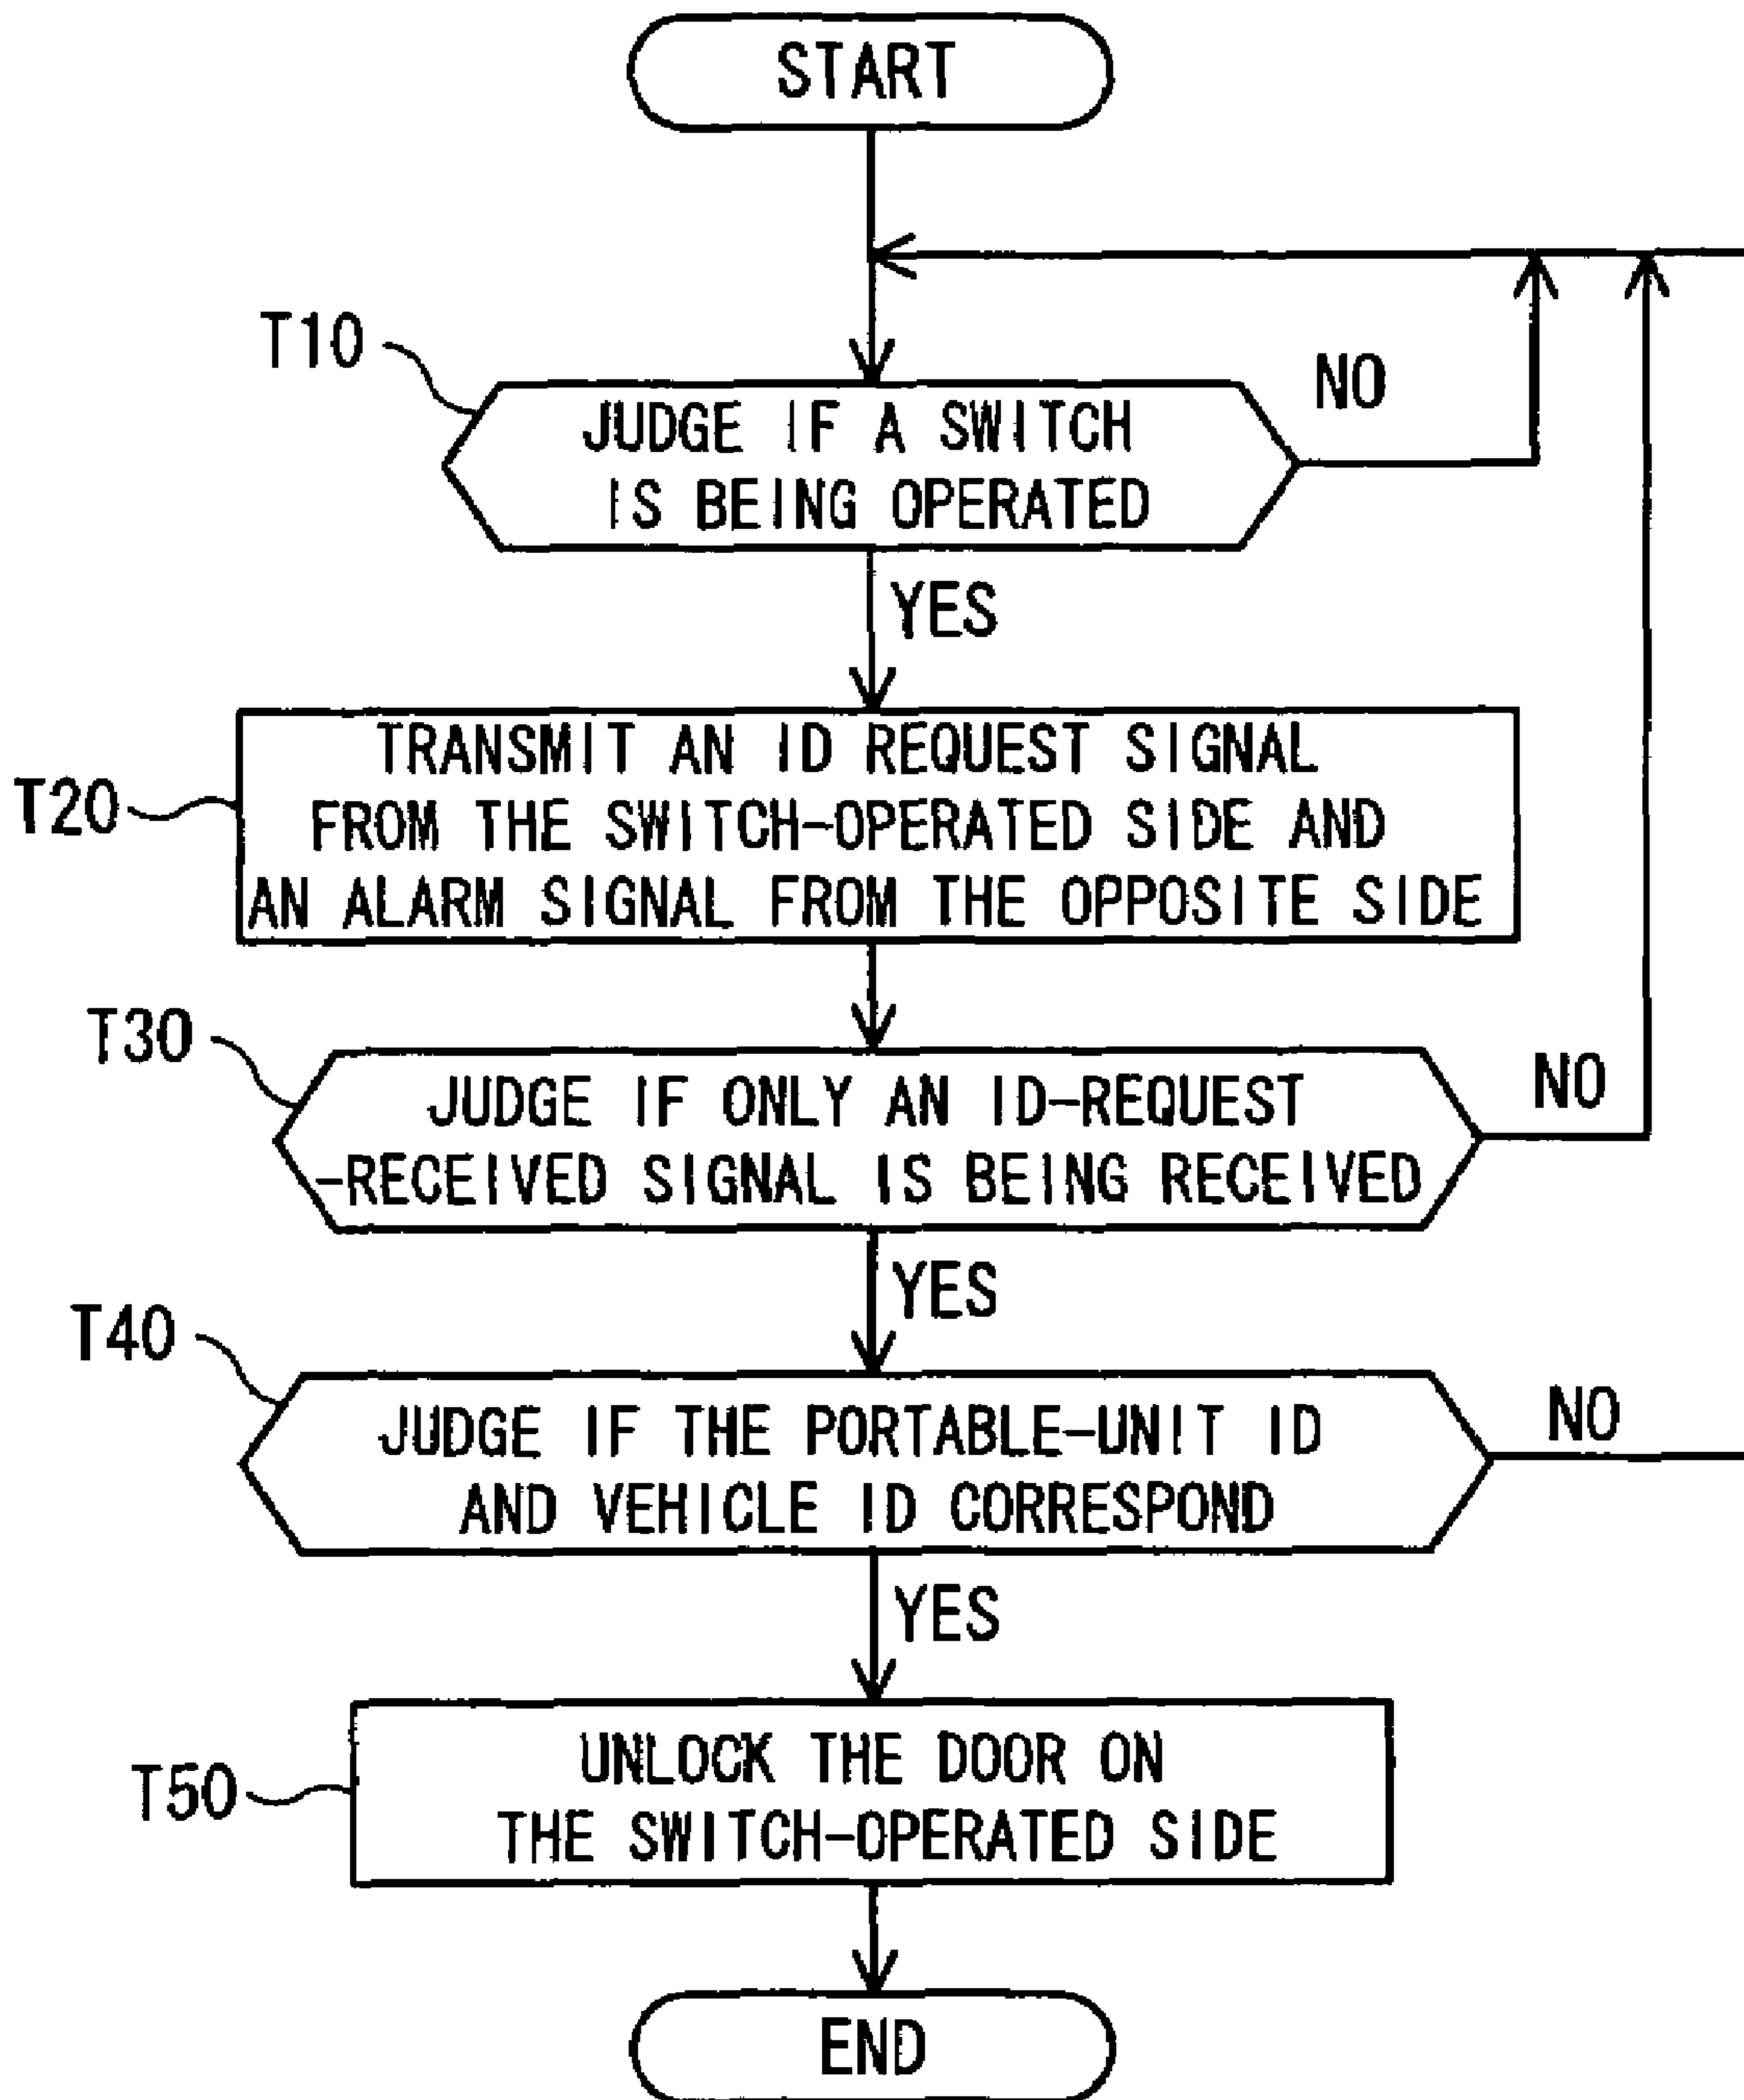 START
T10
JUDGE IF A SWITCH
IS BEING OPERATED
NO
YES
T20
TRANSMIT AN ID REQUEST SIGNAL
FROM THE SWITCH-OPERATED SIDE AND
AN ALARM SIGNAL FROM THE OPPOSITE SIDE
T30
JUDGE IF ONLY AN ID-REQUEST
-RECEIVED SIGNAL IS BEING RECEIVED
NO
YES
T40
JUDGE IF THE PORTABLE-UNIT ID
AND VEHICLE ID CORRESPOND
NO
YES
T50
UNLOCK THE DOOR ON
THE SWITCH-OPERATED SIDE
END